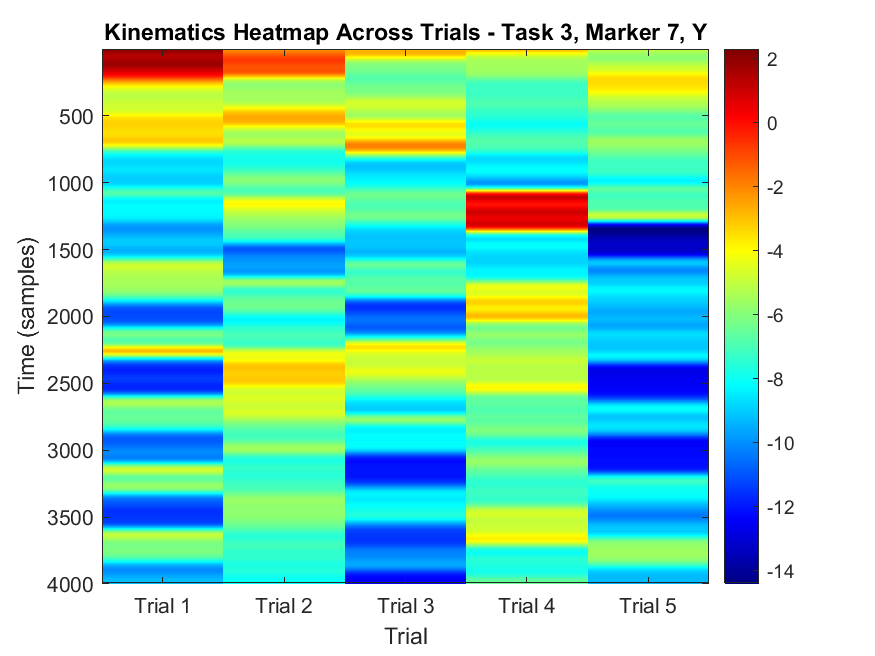 Kinematics Heatmap Across Trials - Task 3, Marker 7, Y
Time (samples)
500
1000
1500
2000
2500
3000
3500
4000
Trial 1
Trial 2
Trial 3
Trial 4
Trial 5
Trial
2
0
-2
-4
-6
-8
-10
-12
-14